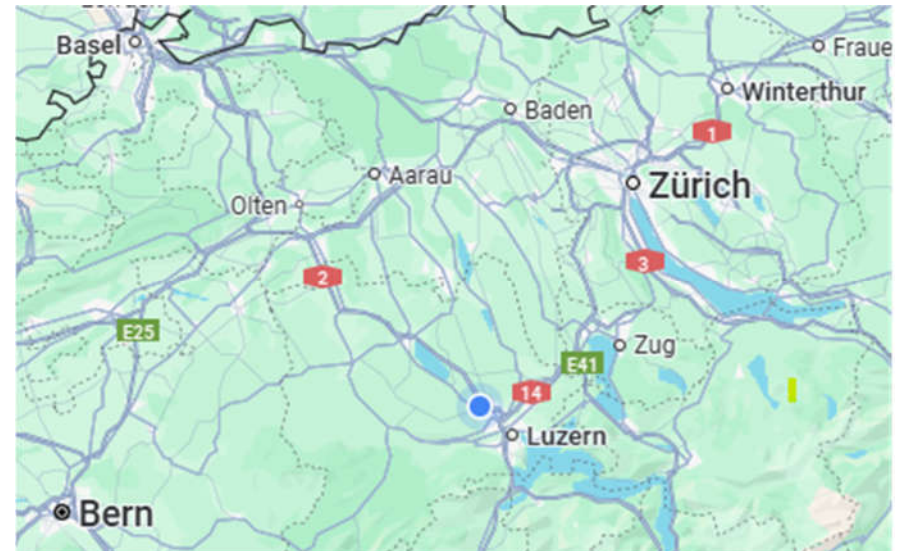 Basel
Fraue
Winterthur
Baden
1
Aarau
Zürich
Olten
3
2
E25
Zug
E41
14
Luzern
Bern